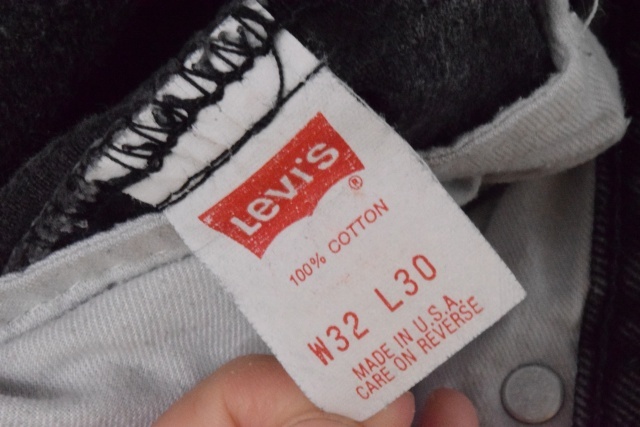 Levi's ®
100% COTTON
W32 L30
MADE IN U.S.A.
CARE ON REVERSE